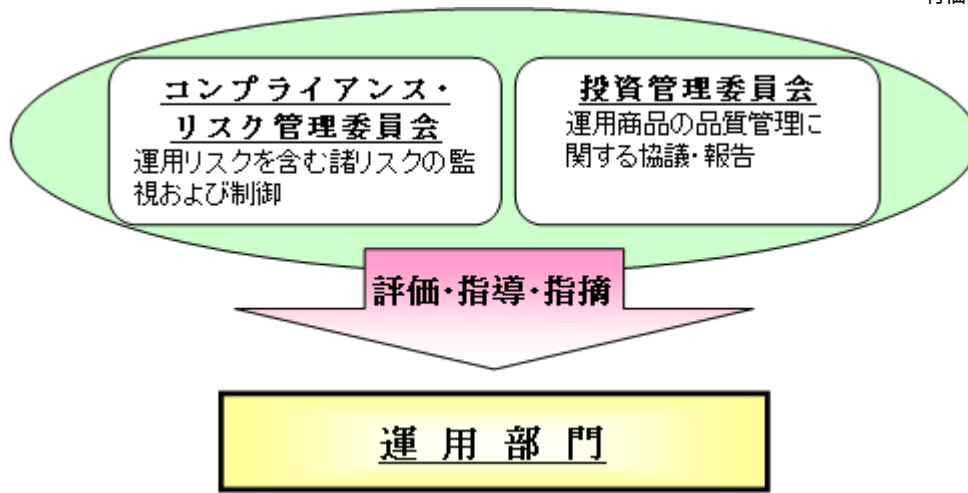 コンプライアンス・
リスク管理委員会
運用リスクを含む諸リスクの監
視および制御
投資管理委員会
運用商品の品質管理に
関する協議・報告
評価・指導・指摘
運用部門